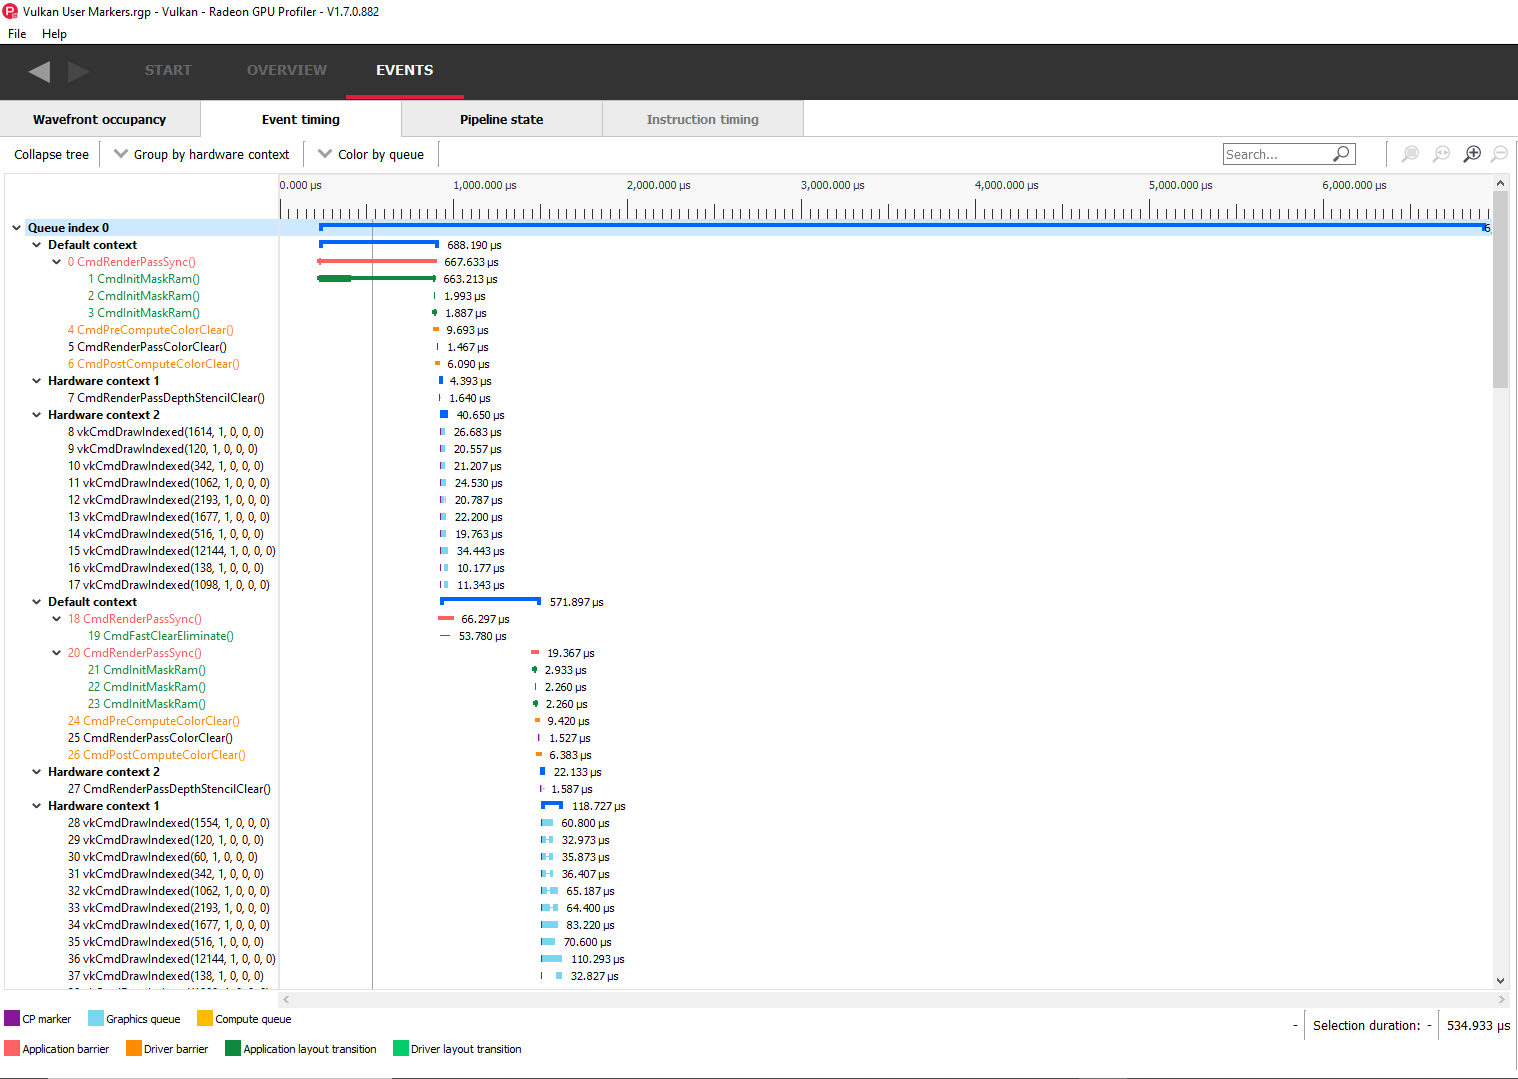 Vulkan User Markers.rgp - Vulkan - Radeon GPU Profiler - V1.7.0.882
File Help
START OVERVIEW EVENTS
Wavefront occupancy Event timing Pipeline state Instruction timing
Collapse tree Group by hardware context Color by queue Search...
0.000 µs 1,000.000 µs 2,000.000 µs 3,000.000 µs 4,000.000 µs 5,000.000 µs 6,000.000 µs
Queue index 0 6
Default context 688.190 µs
0 CmdRenderPassSync() 667.633 µs
1 CmdInitMaskRam() 663.213 µs
2 CmdInitMaskRam() 1.993 µs
3 CmdInitMaskRam() 1.887 µs
4 CmdPreComputeColorClear() 9.693 µs
5 CmdRenderPassColorClear() 1.467 µs
6 CmdPostComputeColorClear() 6.090 µs
Hardware context 1 4.393 µs
7 CmdRenderPassDepthStencilClear() 1.640 µs
Hardware context 2 40.650 µs
8 vkCmdDrawIndexed(1614, 1, 0, 0, 0) 26.683 µs
9 vkCmdDrawIndexed(120, 1, 0, 0, 0) 20.557 µs
10 vkCmdDrawIndexed(342, 1, 0, 0, 0) 21.207 µs
11 vkCmdDrawIndexed(1062, 1, 0, 0, 0) 24.530 µs
12 vkCmdDrawIndexed(2193, 1, 0, 0, 0) 20.787 µs
13 vkCmdDrawIndexed(1677, 1, 0, 0, 0) 22.200 µs
14 vkCmdDrawIndexed(516, 1, 0, 0, 0) 19.763 µs
15 vkCmdDrawIndexed(12144, 1, 0, 0, 0) 34.443 µs
16 vkCmdDrawIndexed(138, 1, 0, 0, 0) 10.177 µs
17 vkCmdDrawIndexed(1098, 1, 0, 0, 0) 11.343 µs
Default context 571.897 µs
18 CmdRenderPassSync() 66.297 µs
19 CmdFastClearEliminate() 53.780 µs
20 CmdRenderPassSync() 19.367 µs
21 CmdInitMaskRam() 2.933 µs
22 CmdInitMaskRam() 2.260 µs
23 CmdInitMaskRam() 2.260 µs
24 CmdPreComputeColorClear() 9.420 µs
25 CmdRenderPassColorClear() 1.527 µs
26 CmdPostComputeColorClear() 6.383 µs
Hardware context 2 22.133 µs
27 CmdRenderPassDepthStencilClear() 1.587 µs
Hardware context 1 118.727 µs
28 vkCmdDrawIndexed(1554, 1, 0, 0, 0) 60.800 µs
29 vkCmdDrawIndexed(120, 1, 0, 0, 0) 32.973 µs
30 vkCmdDrawIndexed(60, 1, 0, 0, 0) 35.873 µs
31 vkCmdDrawIndexed(342, 1, 0, 0, 0) 36.407 µs
32 vkCmdDrawIndexed(1062, 1, 0, 0, 0) 65.187 µs
33 vkCmdDrawIndexed(2193, 1, 0, 0, 0) 64.400 µs
34 vkCmdDrawIndexed(1677, 1, 0, 0, 0) 83.220 µs
35 vkCmdDrawIndexed(516, 1, 0, 0, 0) 70.600 µs
36 vkCmdDrawIndexed(12144, 1, 0, 0, 0) 110.293 µs
37 vkCmdDrawIndexed(138, 1, 0, 0, 0) 32.827 µs
CP marker Graphics queue Compute queue
- Selection duration: - 534.933 µs
Application barrier Driver barrier Application layout transition Driver layout transition